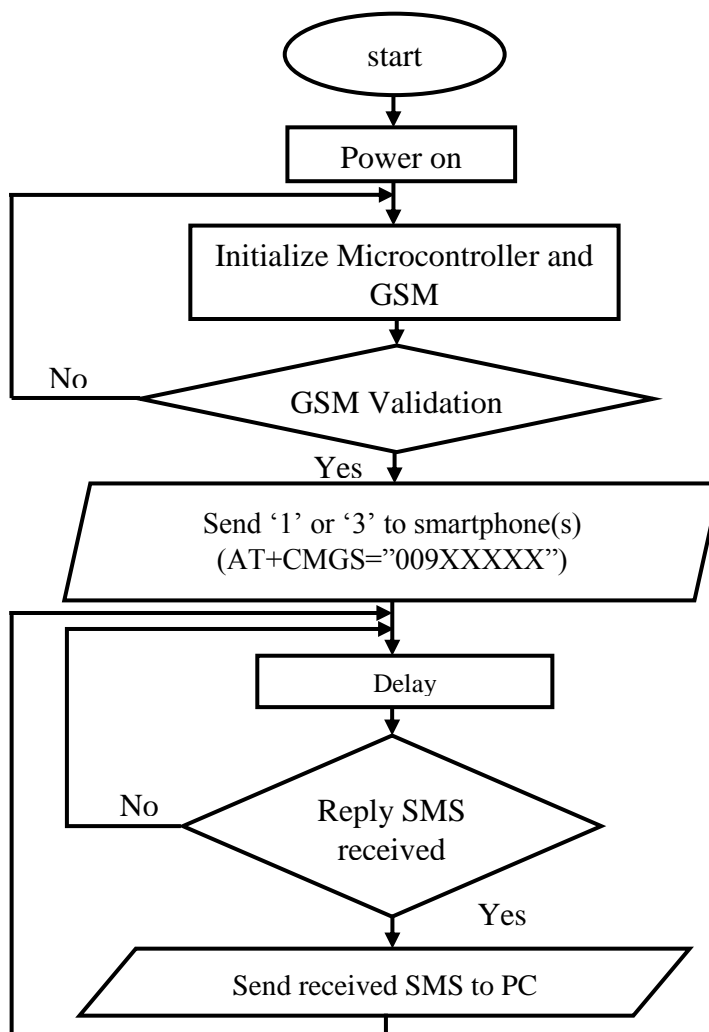 start
Power on
Initialize Microcontroller and
GSM
No
GSM Validation
Yes
Send ‘1’ or ‘3’ to smartphone(s)
(AT+CMGS=”009XXXXX”)
Delay
No
Reply SMS
received
Yes
Send received SMS to PC